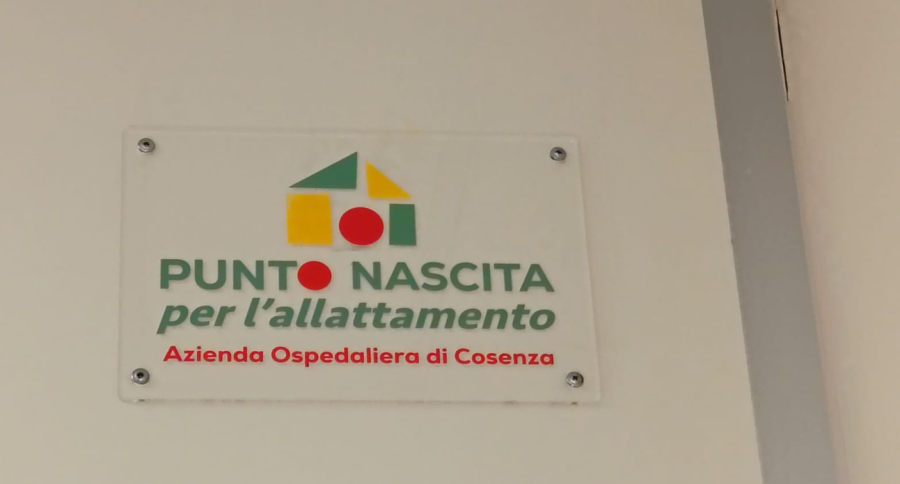 PUNTO NASCITA
per l'allattamento
Azienda Ospedaliera di Cosenza